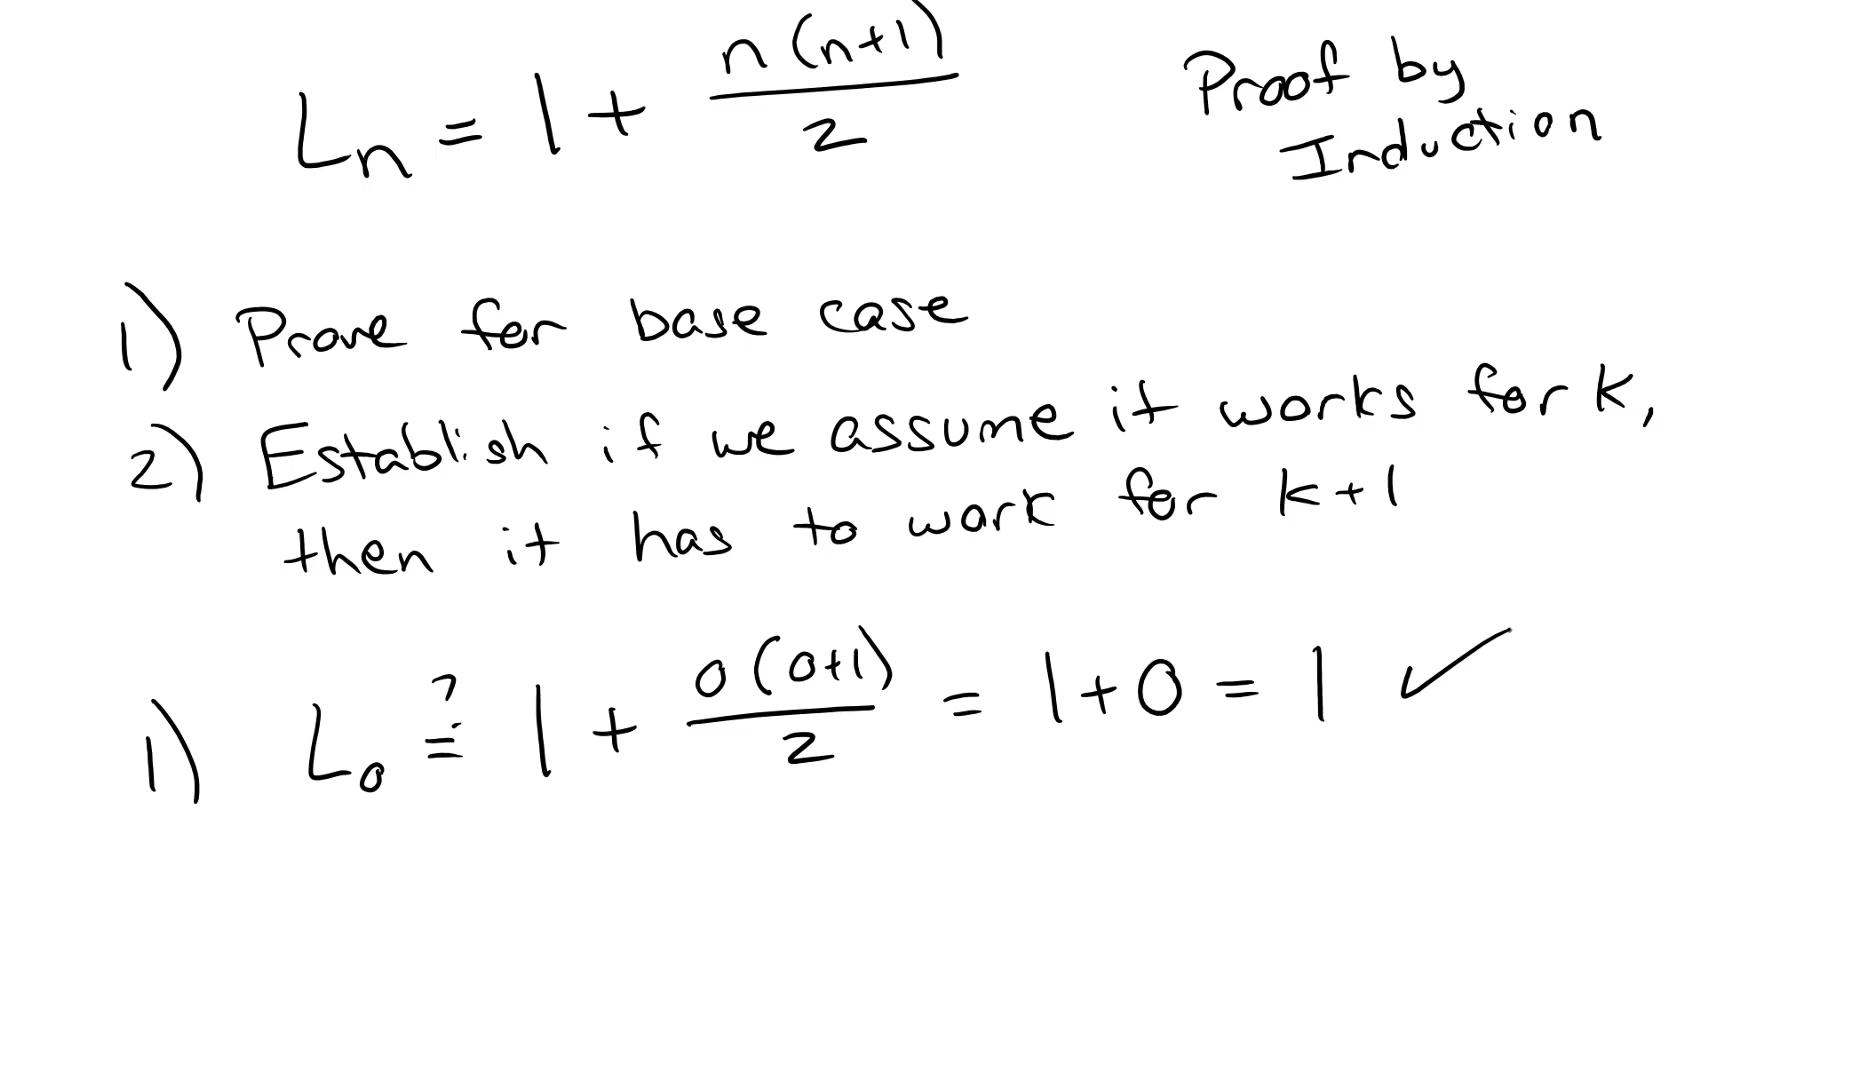 Lₙ = 1 + n(n+1)/2
Proof by
Induction
1) Prove for base case
2) Establish if we assume it works for k,
then it has to work for k+1
1) L₀ ≟ 1 + 0(0+1)/2 = 1+0 = 1 ✓